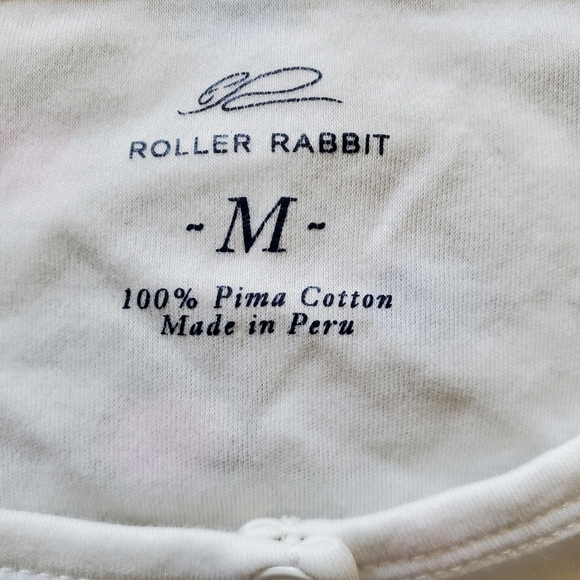 ROLLER RABBIT
- M -
100% Pima Cotton
Made in Peru